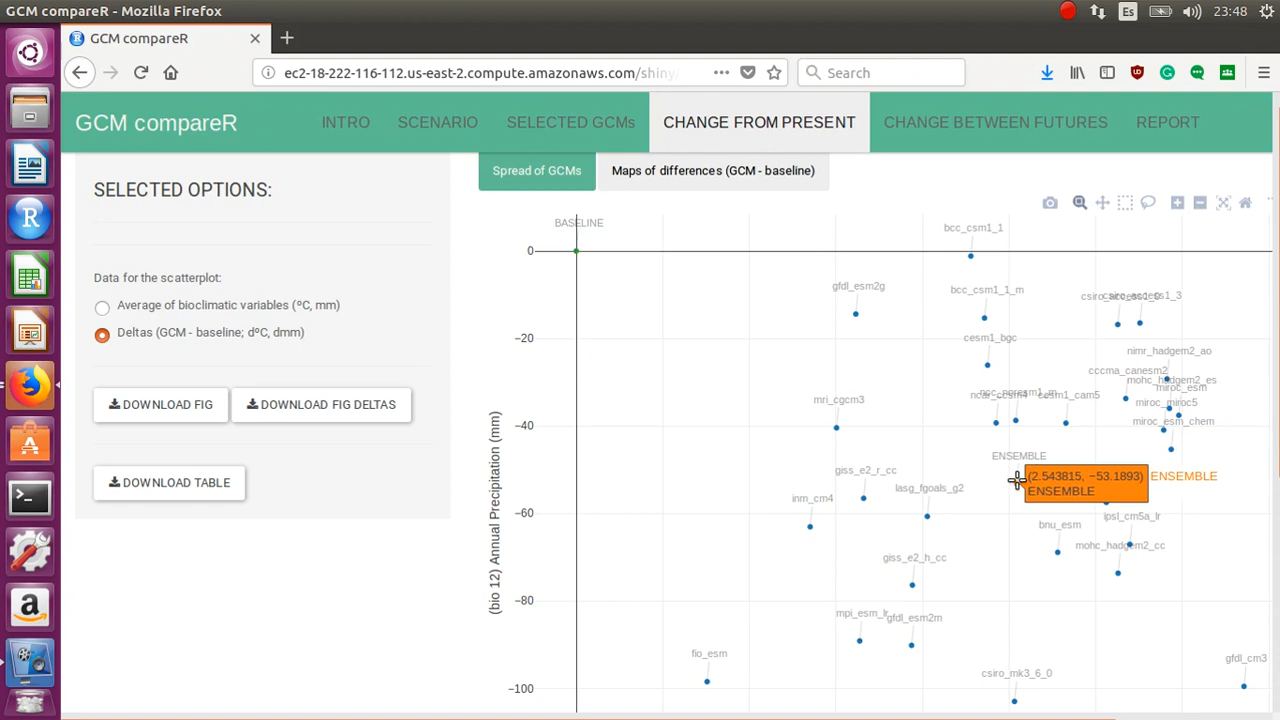 GCM compareR - Mozilla Firefox
Es
23:48
GCM compareR
ec2-18-222-116-112.us-east-2.compute.amazonaws.com/shiny/
Search
GCM compareR
INTRO
SCENARIO
SELECTED GCMs
CHANGE FROM PRESENT
CHANGE BETWEEN FUTURES
REPORT
SELECTED OPTIONS:
Data for the scatterplot:
Average of bioclimatic variables (ºC, mm)
Deltas (GCM - baseline; dºC, dmm)
DOWNLOAD FIG
DOWNLOAD FIG DELTAS
DOWNLOAD TABLE
Spread of GCMs
Maps of differences (GCM - baseline)
(bio 12) Annual Precipitation (mm)
0
−20
−40
−60
−80
−100
BASELINE
bcc_csm1_1
gfdl_esm2g
bcc_csm1_1_m
cesm1_bgc
nimr_hadgem2_ao
cccma_canesm2
mohc_hadgem2_es
miroc_esm
mri_cgcm3
cesm1_cam5
miroc_miroc5
miroc_esm_chem
ENSEMBLE
(2.543815, −53.1893)
ENSEMBLE
ENSEMBLE
giss_e2_r_cc
lasg_fgoals_g2
inm_cm4
ipsl_cm5a_lr
bnu_esm
mohc_hadgem2_cc
giss_e2_h_cc
mpi_esm_lr
gfdl_esm2m
fio_esm
gfdl_cm3
csiro_mk3_6_0